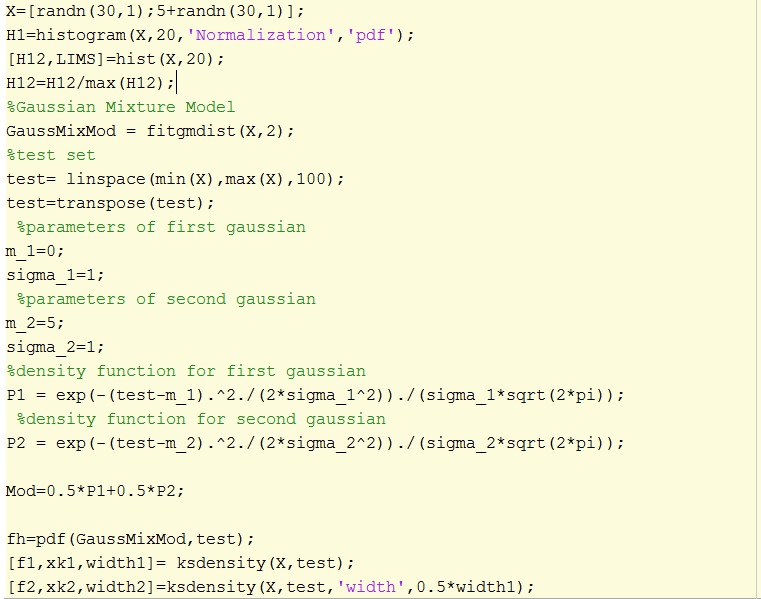 X=[randn(30,1);5+randn(30,1)];
H1=histogram(X,20,'Normalization','pdf');
[H12,LIMS]=hist(X,20);
H12=H12/max(H12);
%Gaussian Mixture Model
GaussMixMod = fitgmdist(X,2);
%test set
test= linspace(min(X),max(X),100);
test=transpose(test);
%parameters of first gaussian
m_1=0;
sigma_1=1;
%parameters of second gaussian
m_2=5;
sigma_2=1;
%density function for first gaussian
P1 = exp(-(test-m_1).^2./(2*sigma_1^2))./(sigma_1*sqrt(2*pi));
%density function for second gaussian
P2 = exp(-(test-m_2).^2./(2*sigma_2^2))./(sigma_2*sqrt(2*pi));
Mod=0.5*P1+0.5*P2;
fh=pdf(GaussMixMod,test);
[f1,xk1,width1]= ksdensity(X,test);
[f2,xk2,width2]=ksdensity(X,test,'width',0.5*width1);